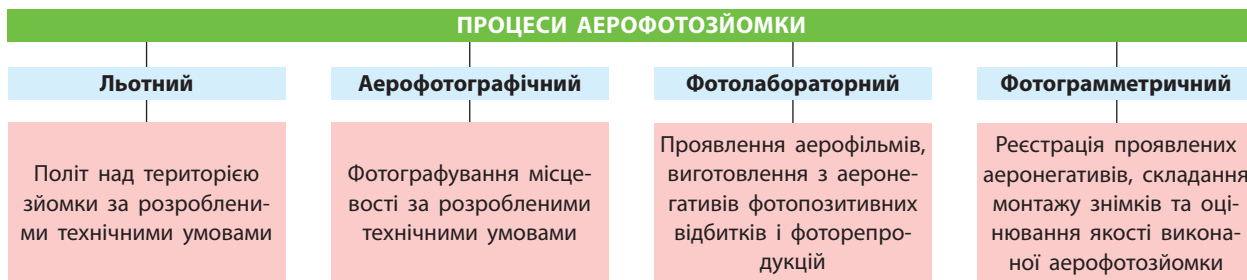 ПРОЦЕСИ АЕРОФОТОЗЙОМКИ
Льотний
Політ над територією
зйомки за розроблени-
ми технічними умовами
Аерофотографічний
Фотографування місце-
вості за розробленими
технічними умовами
Фотолабораторний
Проявлення аерофільмів,
виготовлення з аероне-
гативів фотопозитивних
відбитків і фоторепро-
дукцій
Фотограмметричний
Реєстрація проявлених
аеронегативів, складання
монтажу знімків та оці-
нювання якості викона-
ної аерофотозйомки